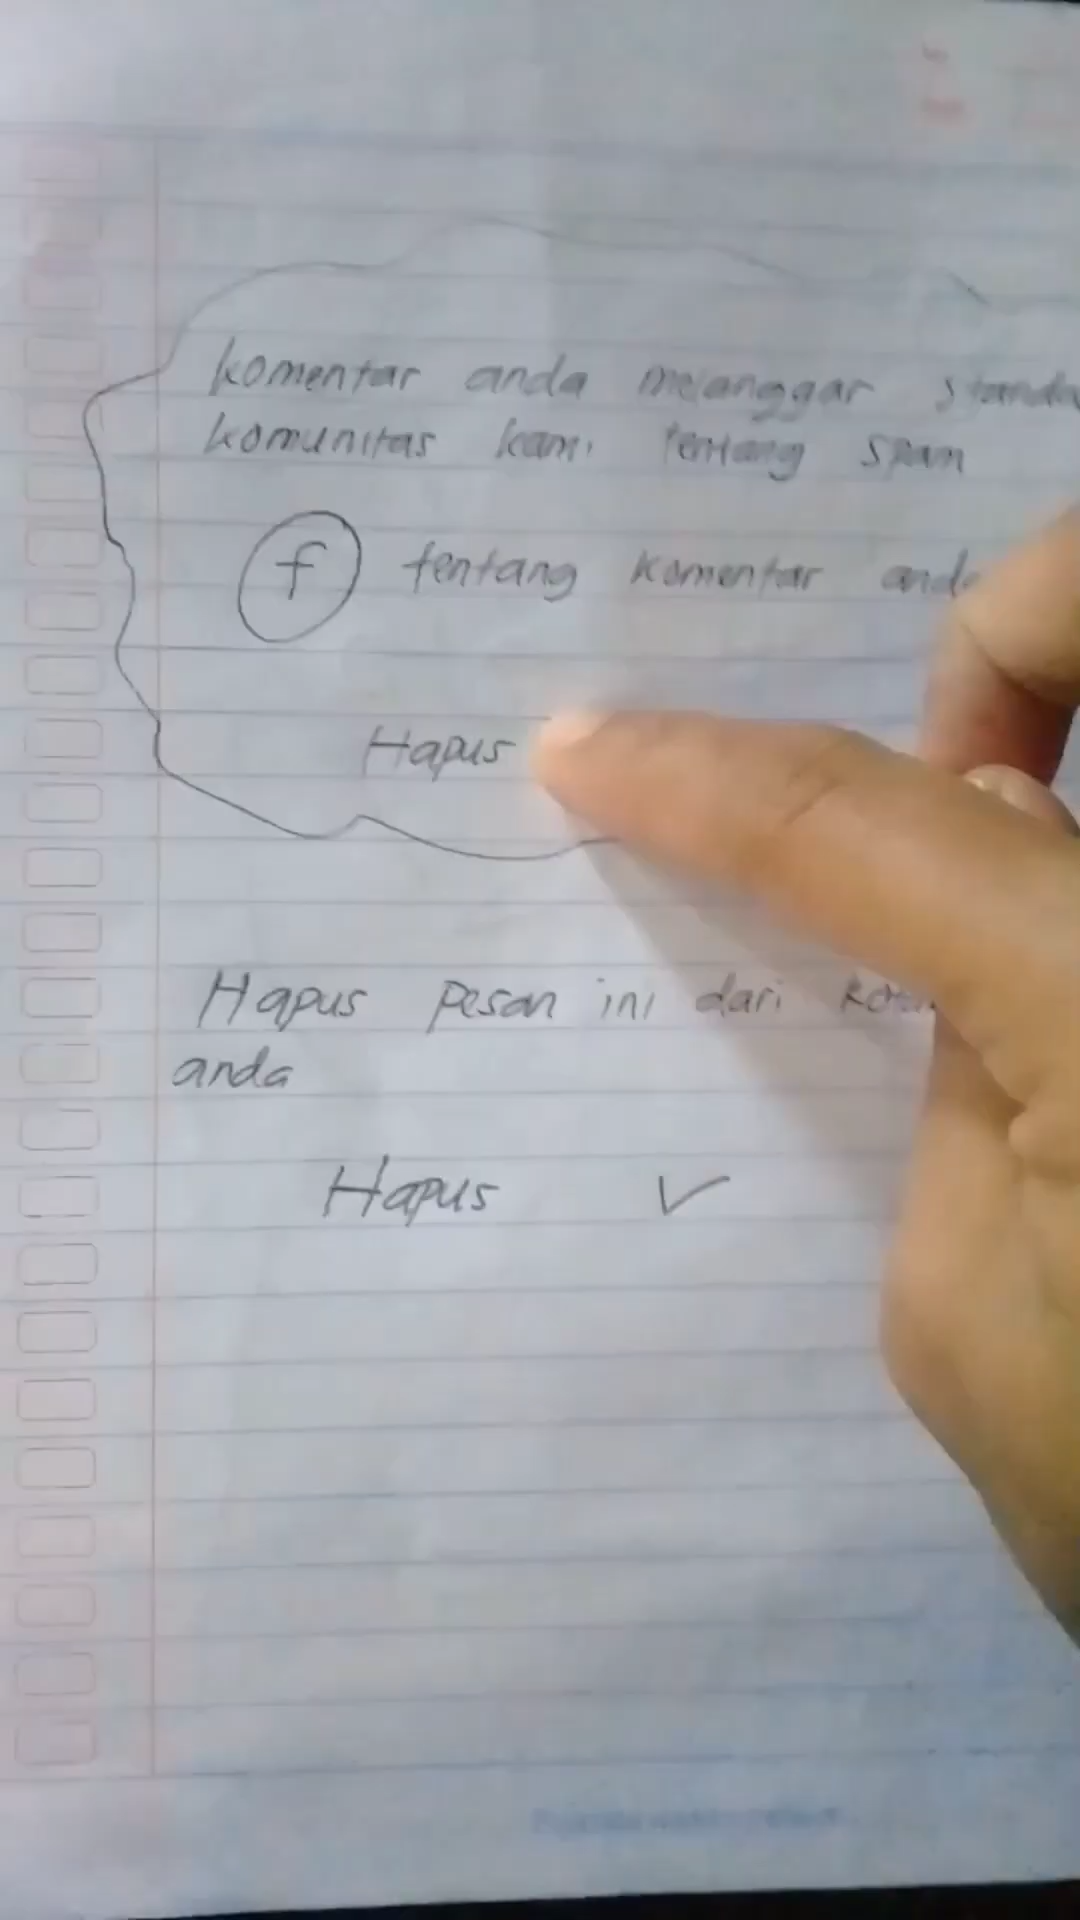 komentar anda melanggar
komunitas kami tentang spam
f tentang komentar
Hapus
Hapus pesan ini dari
anda
Hapus